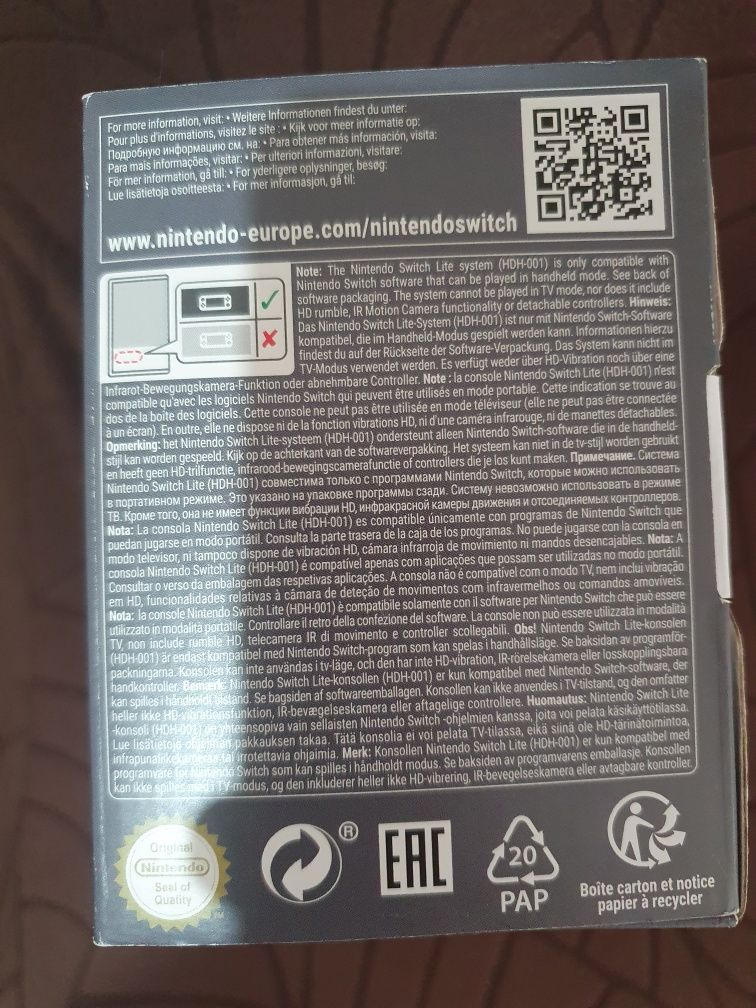 For more information, visit: • Weitere Informationen findest du unter:
Pour plus d'informations, visitez le site : • Kijk voor meer informatie op:
Подробную информацию см. на: • Para obtener más información, visita:
Para mais informações, visitar: • Per ulteriori informazioni, visitare:
För mer information, gå till: • For yderligere oplysninger, besøg:
Lue lisätietoja osoitteesta: • For mer informasjon, gå til:
www.nintendo-europe.com/nintendoswitch
Note: The Nintendo Switch Lite system (HDH-001) is only compatible with
Nintendo Switch software that can be played in handheld mode. See back of
software packaging. The system cannot be played in TV mode, nor does it include
HD rumble, IR Motion Camera functionality or detachable controllers. Hinweis:
Das Nintendo Switch Lite-System (HDH-001) ist nur mit Nintendo Switch-Software
kompatibel, die im Handheld-Modus gespielt werden kann. Informationen hierzu
findest du auf der Rückseite der Software-Verpackung. Das System kann nicht im
TV-Modus verwendet werden. Es verfügt weder über HD-Vibration noch über eine
Infrarot-Bewegungskamera-Funktion oder abnehmbare Controller. Note : la console Nintendo Switch Lite (HDH-001) n'est
compatible qu'avec les logiciels Nintendo Switch qui peuvent être utilisés en mode portable. Cette indication se trouve au
dos de la boîte des logiciels. Cette console ne peut pas être utilisée en mode téléviseur (elle ne peut pas être connectée
à un écran). En outre, elle ne dispose ni de la fonction vibrations HD, ni d'une caméra infrarouge, ni de manettes détachables.
Opmerking: het Nintendo Switch Lite-systeem (HDH-001) ondersteunt alleen Nintendo Switch-software die in de handheld-
stijl kan worden gespeeld: Kijk op de achterkant van de softwareverpakking. Het systeem kan niet in de tv-stijl worden gebruikt
en heeft geen HD-trilfunctie, infrarood-bewegingscamerafunctie of controllers die je los kunt maken. Примечание. Система
Nintendo Switch Lite (HDH-001) совместима только с программами Nintendo Switch, которые можно использовать
в портативном режиме. Это указано на упаковке программы сзади. Систему невозможно использовать в режиме
ТВ. Кроме того, она не имеет функции вибрации HD, инфракрасной камеры движения и отсоединяемых контроллеров.
Nota: La consola Nintendo Switch Lite (HDH-001) es compatible únicamente con programas de Nintendo Switch que
puedan jugarse en modo portátil. Consulta la parte trasera de la caja de los programas. No puede jugarse con la consola en
modo televisor, ni tampoco dispone de vibración HD, cámara infrarroja de movimiento ni mandos desencajables. Nota: A
consola Nintendo Switch Lite (HDH-001) é compatível apenas com aplicações que possam ser utilizadas no modo portátil.
Consultar o verso da embalagem das respetivas aplicações. A consola não é compatível com o modo TV, nem inclui vibração
em HD, funcionalidades relativas à câmara de deteção de movimentos com infravermelhos ou comandos amovíveis.
Nota: la console Nintendo Switch Lite (HDH-001) è compatibile solamente con il software per Nintendo Switch che può essere
utilizzato in modalità portatile. Controllare il retro della confezione del software. La console non può essere utilizzata in modalità
TV, non include rumble HD, telecamera IR di movimento e controller scollegabili. Obs! Nintendo Switch Lite-konsolen
(HDH-001) är endast kompatibel med Nintendo Switch-program som kan spelas i handhållsläge. Se baksidan av programför-
packningarna. Konsolen kan inte användas i tv-läge, och den har inte HD-vibration, IR-rörelsekamera eller losskopplingsbara
handkontroller. Bemærk: Nintendo Switch Lite-konsollen (HDH-001) er kun kompatibel med Nintendo Switch-software, der
kan spilles i håndholdt tilstand. Se bagsiden af softwareemballagen. Konsollen kan ikke anvendes i TV-tilstand, og den omfatter
heller ikke HD-vibrationsfunktion, IR-bevægelseskamera eller aftagelige controllere. Huomautus: Nintendo Switch Lite
-konsoli (HDH-001) on yhteensopiva vain sellaisten Nintendo Switch -ohjelmien kanssa, joita voi pelata käsikäyttötilassa.
Lue lisätietoja ohjelman pakkauksen takaa. Tätä konsolia ei voi pelata TV-tilassa, eikä siinä ole HD-tärinätoimintoa,
infrapunaliikekameraa tai irrotettavia ohjaimia. Merk: Konsollen Nintendo Switch Lite (HDH-001) er kun kompatibel med
programvare for Nintendo Switch som kan spilles i håndholdt modus. Se baksiden av programvarens emballasje. Konsollen
kan ikke spilles med i TV-modus, og den inkluderer heller ikke HD-vibrering, IR-bevegelseskamera eller avtagbare kontroller.
Original
Nintendo
Seal of
Quality
TM
®
EAC
20
PAP
Boîte carton et notice
papier à recycler